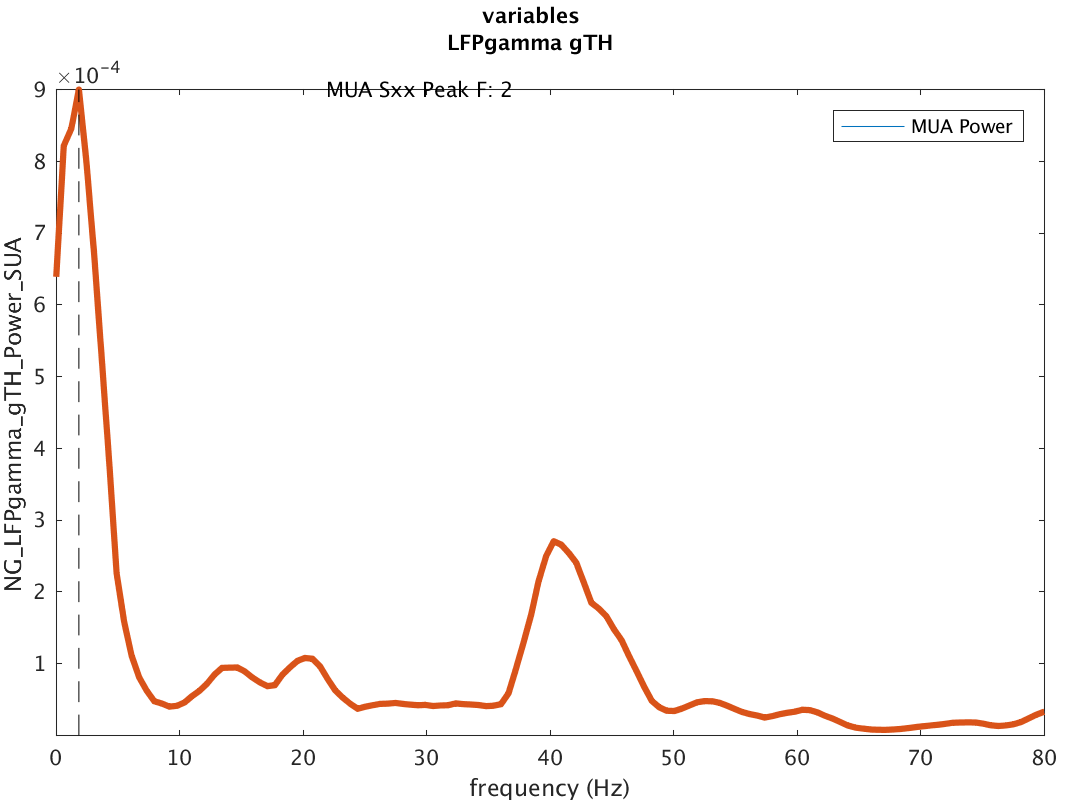 variables
LFPgamma gTH
×10⁻⁴
MUA Sxx Peak F: 2
MUA Power
9
8
7
6
5
4
3
2
1
NG_LFPgamma_gTH_Power_SUA
0 10 20 30 40 50 60 70 80
frequency (Hz)